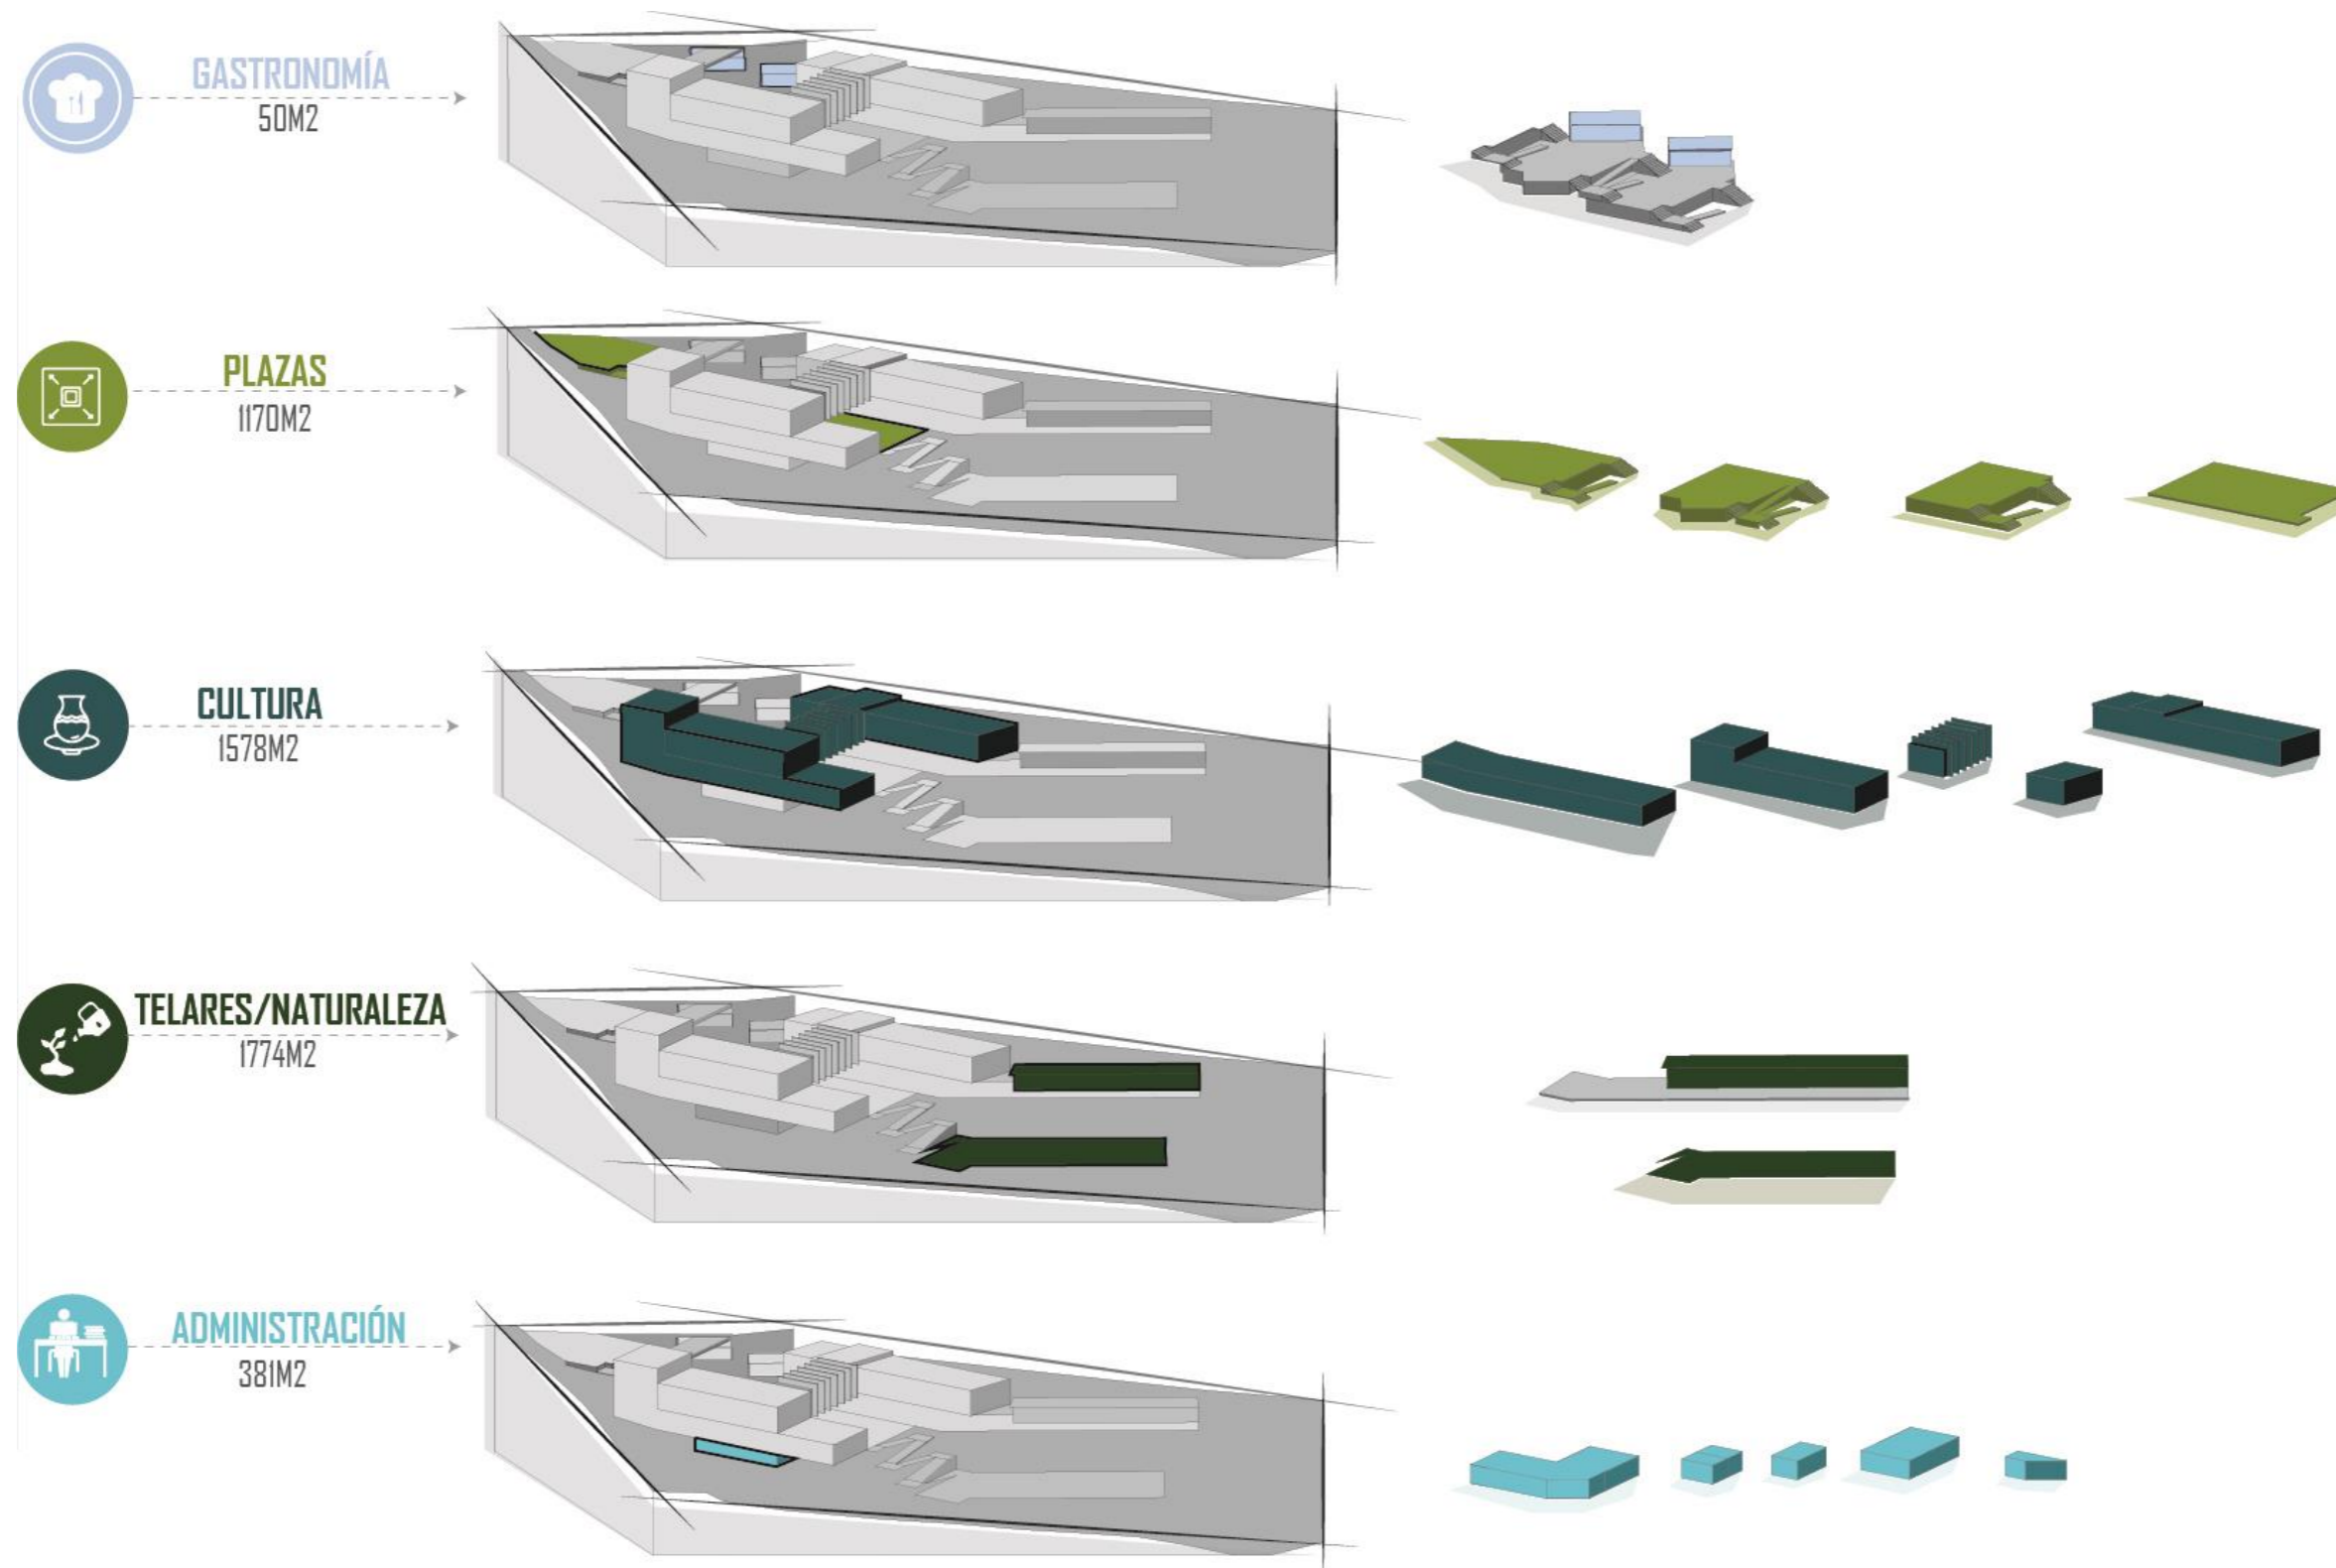 GASTRONOMÍA
50M2
PLAZAS
1170M2
CULTURA
1578M2
TELARES/NATURALEZA
1774M2
ADMINISTRACIÓN
381M2